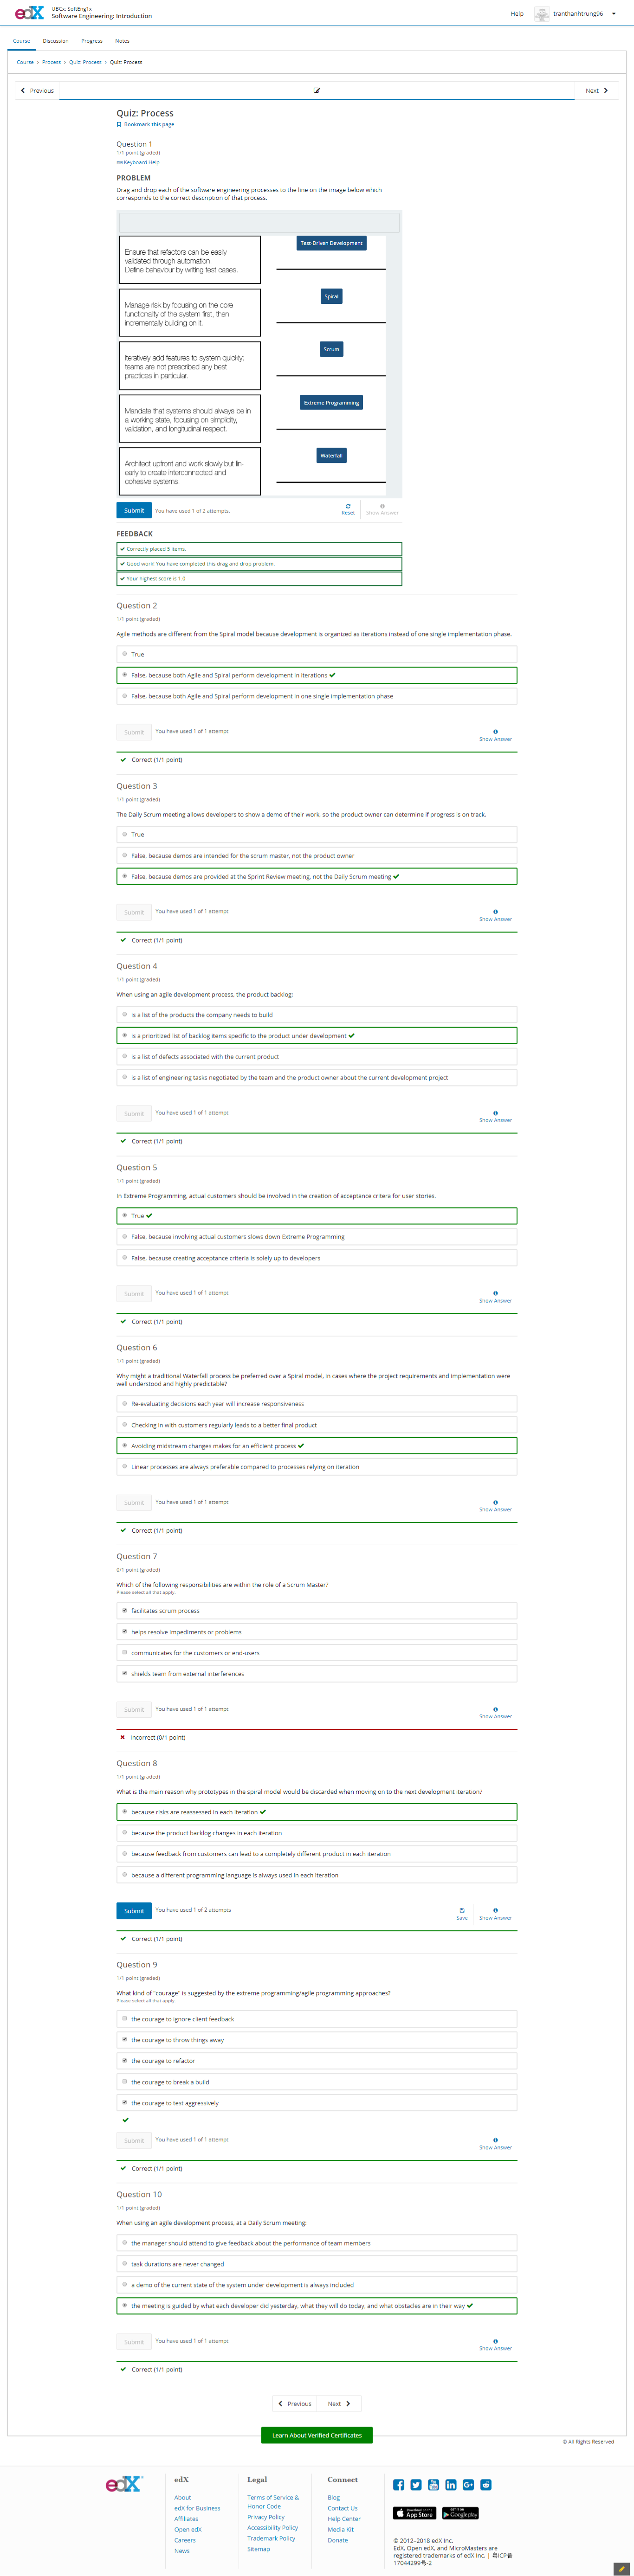 edX
UBCx: SoftEng1x
Software Engineering: Introduction
Help
tranthanhtrung96
Course Discussion Progress Notes
Course > Process > Quiz: Process > Quiz: Process
Previous
Next
Quiz: Process
Bookmark this page
Question 1
1/1 point (graded)
Keyboard Help
PROBLEM
Drag and drop each of the software engineering processes to the line on the image below which
corresponds to the correct description of that process.
Ensure that refactors can be easily
validated through automation.
Define behaviour by writing test cases.
Test-Driven Development
Manage risk by focusing on the core
functionality of the system first, then
incrementally building on it.
Spiral
Iteratively add features to system quickly;
teams are not prescribed any best
practices in particular.
Scrum
Mandate that systems should always be in
a working state, focusing on simplicity,
validation, and longitudinal respect.
Extreme Programming
Architect upfront and work slowly but lin-
early to create interconnected and
cohesive systems.
Waterfall
Submit
You have used 1 of 2 attempts.
Reset
Show Answer
FEEDBACK
Correctly placed 5 items.
Good work! You have completed this drag and drop problem.
Your highest score is 1.0
Question 2
1/1 point (graded)
Agile methods are different from the Spiral model because development is organized as iterations instead of one single implementation phase.
True
False, because both Agile and Spiral perform development in iterations
False, because both Agile and Spiral perform development in one single implementation phase
Submit
You have used 1 of 1 attempt
Show Answer
Correct (1/1 point)
Question 3
1/1 point (graded)
The Daily Scrum meeting allows developers to show a demo of their work, so the product owner can determine if progress is on track.
True
False, because demos are intended for the scrum master, not the product owner
False, because demos are provided at the Sprint Review meeting, not the Daily Scrum meeting
Submit
You have used 1 of 1 attempt
Show Answer
Correct (1/1 point)
Question 4
1/1 point (graded)
When using an agile development process, the product backlog:
is a list of the products the company needs to build
is a prioritized list of backlog items specific to the product under development
is a list of defects associated with the current product
is a list of engineering tasks negotiated by the team and the product owner about the current development project
Submit
You have used 1 of 1 attempt
Show Answer
Correct (1/1 point)
Question 5
1/1 point (graded)
In Extreme Programming, actual customers should be involved in the creation of acceptance critera for user stories.
True
False, because involving actual customers slows down Extreme Programming
False, because creating acceptance criteria is solely up to developers
Submit
You have used 1 of 1 attempt
Show Answer
Correct (1/1 point)
Question 6
1/1 point (graded)
Why might a traditional Waterfall process be preferred over a Spiral model, in cases where the project requirements and implementation were
well understood and highly predictable?
Re-evaluating decisions each year will increase responsiveness
Checking in with customers regularly leads to a better final product
Avoiding midstream changes makes for an efficient process
Linear processes are always preferable compared to processes relying on iteration
Submit
You have used 1 of 1 attempt
Show Answer
Correct (1/1 point)
Question 7
0/1 point (graded)
Which of the following responsibilities are within the role of a Scrum Master?
Please select all that apply.
facilitates scrum process
helps resolve impediments or problems
communicates for the customers or end-users
shields team from external interferences
Submit
You have used 1 of 1 attempt
Show Answer
Incorrect (0/1 point)
Question 8
1/1 point (graded)
What is the main reason why prototypes in the spiral model would be discarded when moving on to the next development iteration?
because risks are reassessed in each iteration
because the product backlog changes in each iteration
because feedback from customers can lead to a completely different product in each iteration
because a different programming language is always used in each iteration
Submit
You have used 1 of 2 attempts
Save
Show Answer
Correct (1/1 point)
Question 9
1/1 point (graded)
What kind of "courage" is suggested by the extreme programming/agile programming approaches?
Please select all that apply.
the courage to ignore client feedback
the courage to throw things away
the courage to refactor
the courage to break a build
the courage to test aggressively
Submit
You have used 1 of 1 attempt
Show Answer
Correct (1/1 point)
Question 10
1/1 point (graded)
When using an agile development process, at a Daily Scrum meeting:
the manager should attend to give feedback about the performance of team members
task durations are never changed
a demo of the current state of the system under development is always included
the meeting is guided by what each developer did yesterday, what they will do today, and what obstacles are in their way
Submit
You have used 1 of 1 attempt
Show Answer
Correct (1/1 point)
Previous
Next
Learn About Verified Certificates
© All Rights Reserved
edX
edX
About
edX for Business
Affiliates
Open edX
Careers
News
Legal
Terms of Service &
Honor Code
Privacy Policy
Accessibility Policy
Trademark Policy
Sitemap
Connect
Blog
Contact Us
Help Center
Media Kit
Donate
Download on the
App Store
GET IT ON
Google play
© 2012–2018 edX Inc.
EdX, Open edX, and MicroMasters are
registered trademarks of edX Inc. | 粤ICP备
17044299号-2